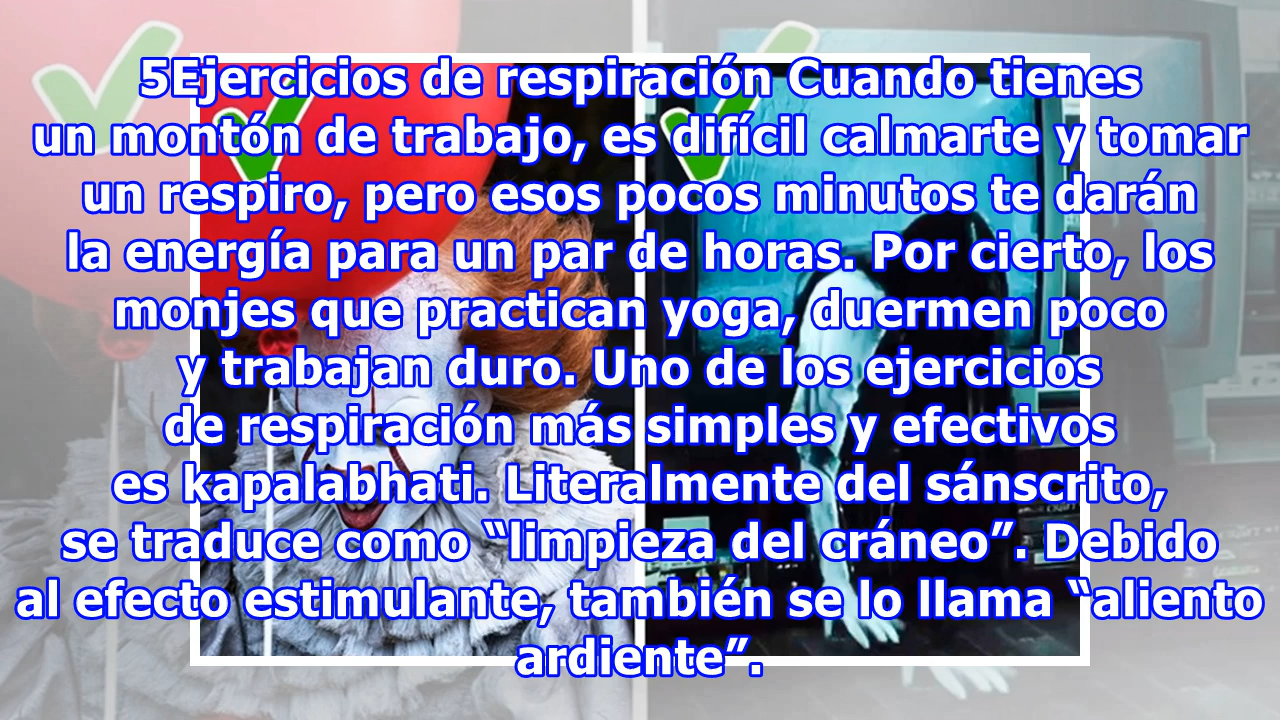 5Ejercicios de respiración Cuando tienes
un montón de trabajo, es difícil calmarte y tomar
un respiro, pero esos pocos minutos te darán
la energía para un par de horas. Por cierto, los
monjes que practican yoga, duermen poco
y trabajan duro. Uno de los ejercicios
de respiración más simples y efectivos
es kapalabhati. Literalmente del sánscrito,
se traduce como “limpieza del cráneo”. Debido
al efecto estimulante, también se lo llama “aliento
ardiente”.